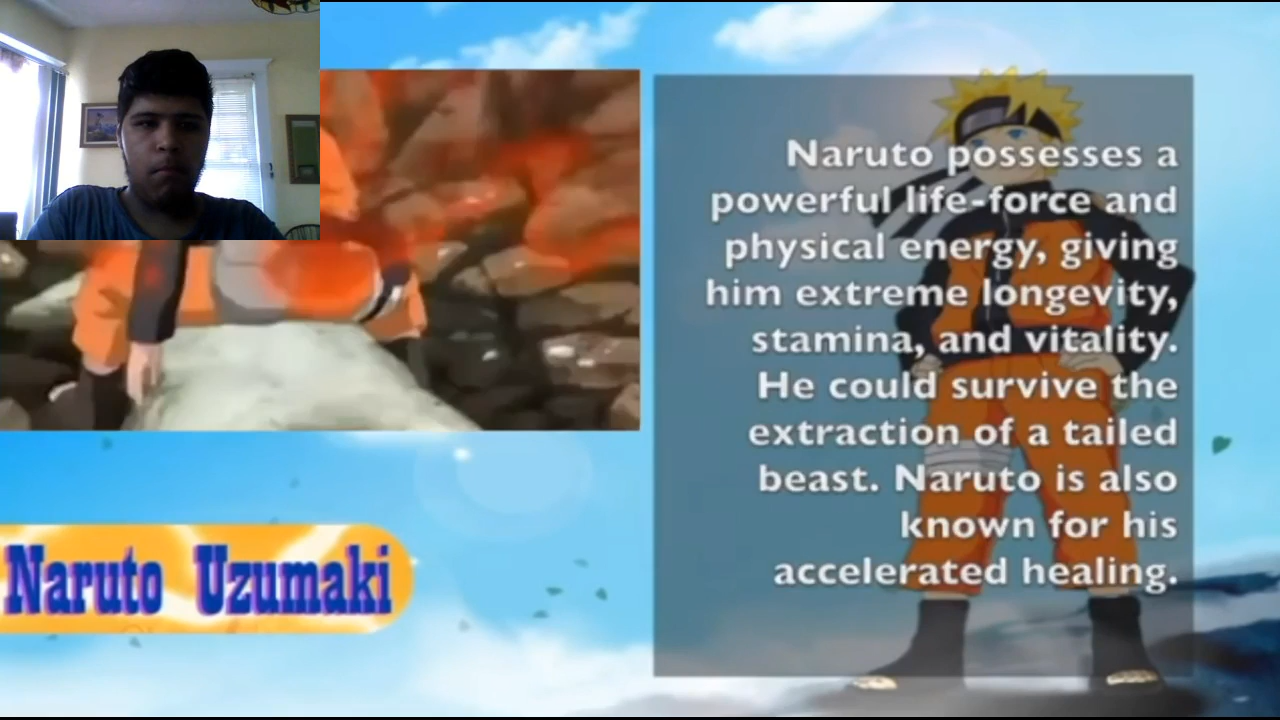 Naruto possesses a
powerful life-force and
physical energy, giving
him extreme longevity,
stamina, and vitality.
He could survive the
extraction of a tailed
beast. Naruto is also
known for his
accelerated healing.
Naruto Uzumaki